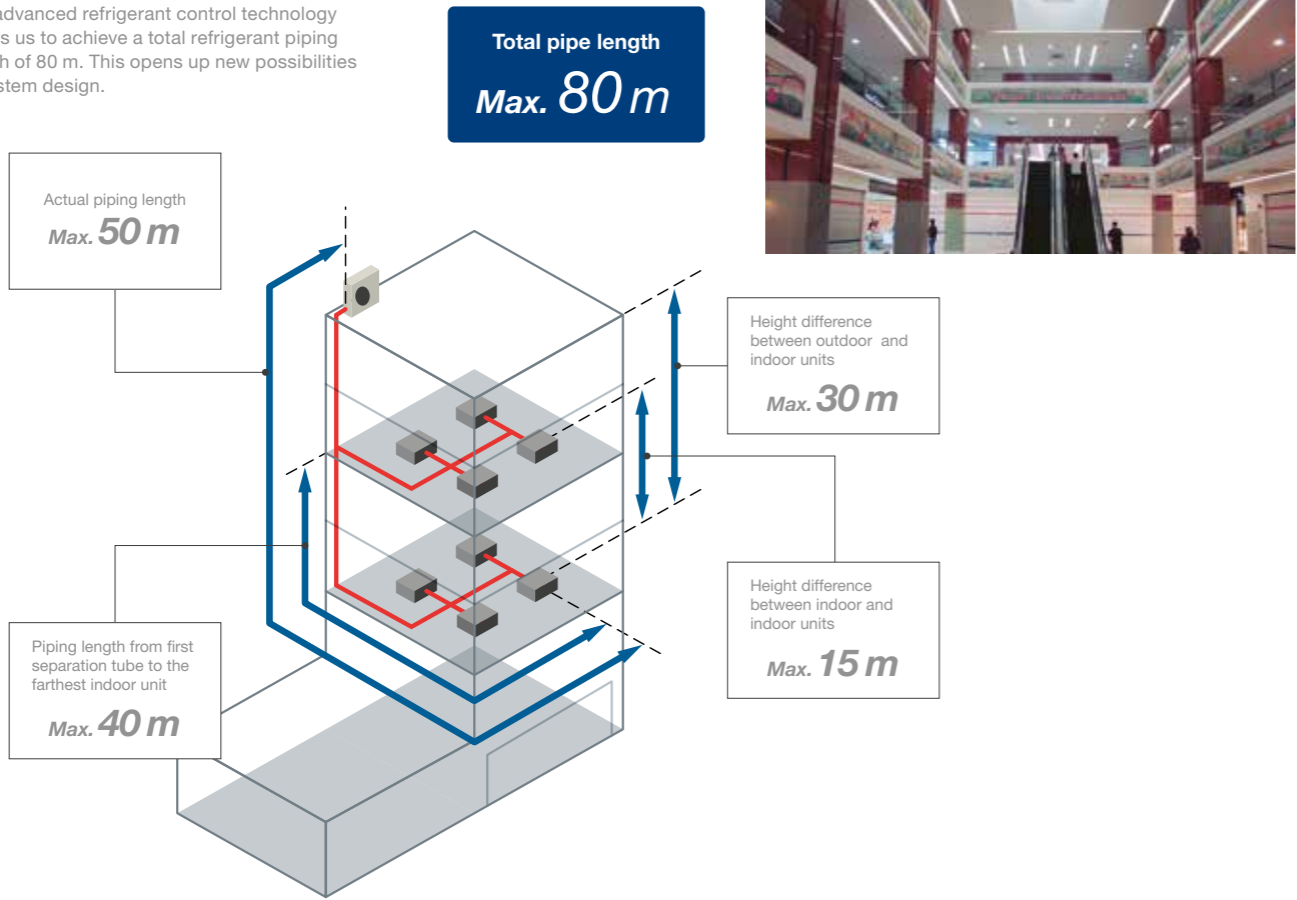 advanced refrigerant control technology
s us to achieve a total refrigerant piping
h of 80 m. This opens up new possibilities
stem design.
Total pipe length
Max. 80 m
Actual piping length
Max. 50 m
Height difference
between outdoor and
indoor units
Max. 30 m
Height difference
between indoor and
indoor units
Max. 15 m
Piping length from first
separation tube to the
farthest indoor unit
Max. 40 m